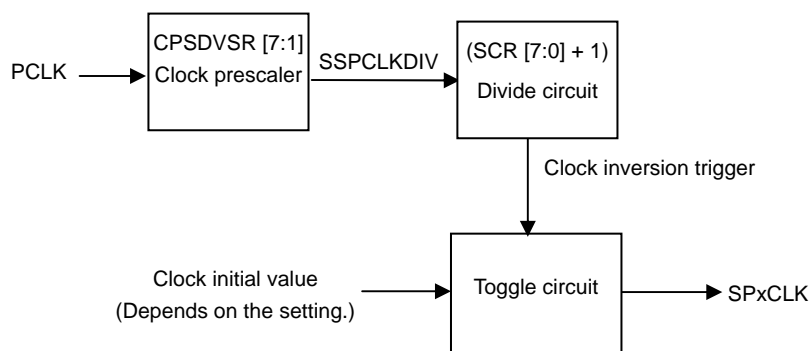 PCLK
CPSDVSR [7:1]
Clock prescaler
SSPCLKDIV
(SCR [7:0] + 1)
Divide circuit
Clock inversion trigger
Clock initial value
(Depends on the setting.)
Toggle circuit
SPxCLK